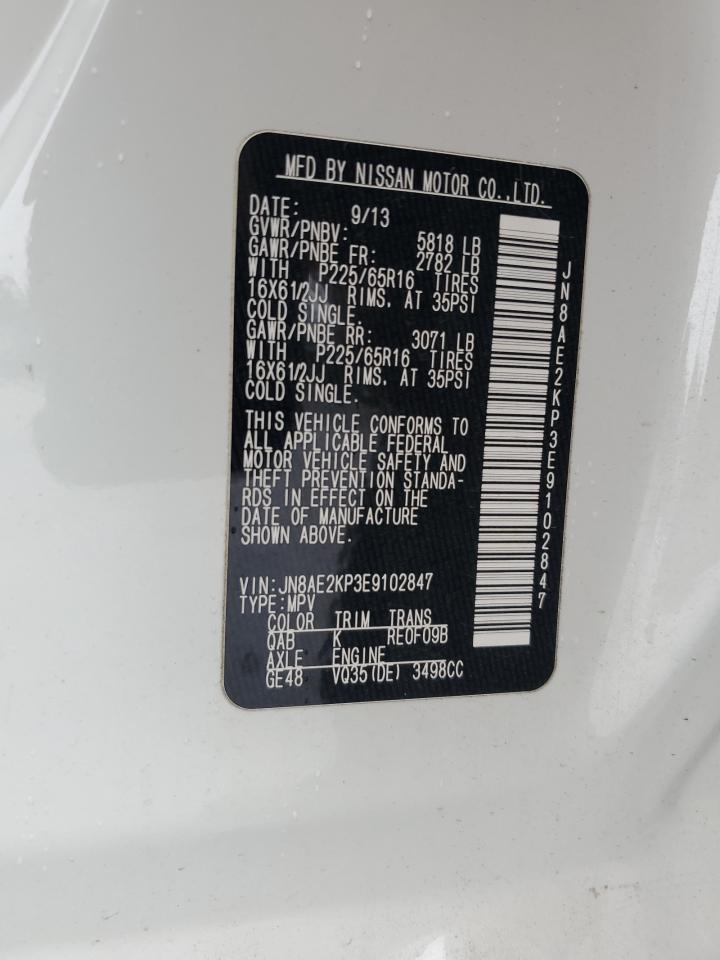 MFD BY NISSAN MOTOR CO.,LTD.
DATE: 9/13
GVWR/PNBV: 5818 LB
GAWR/PNBE FR: 2782 LB
WITH P225/65R16 TIRES
16X61/2JJ RIMS. AT 35PSI
COLD SINGLE.
GAWR/PNBE RR: 3071 LB
WITH P225/65R16 TIRES
16X61/2JJ RIMS. AT 35PSI
COLD SINGLE.
THIS VEHICLE CONFORMS TO
ALL APPLICABLE FEDERAL
MOTOR VEHICLE SAFETY AND
THEFT PREVENTION STANDA-
RDS IN EFFECT ON THE
DATE OF MANUFACTURE
SHOWN ABOVE.
VIN:JN8AE2KP3E9102847
TYPE:MPV
COLOR TRIM TRANS
QAB K RE0F09B
AXLE ENGINE
GE48 VQ35(DE) 3498CC
JN8AE2KP3E9102847